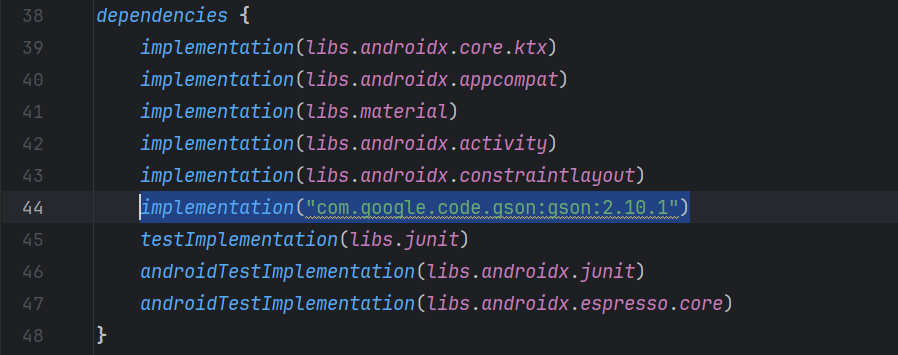 38 dependencies {
39 implementation(libs.androidx.core.ktx)
40 implementation(libs.androidx.appcompat)
41 implementation(libs.material)
42 implementation(libs.androidx.activity)
43 implementation(libs.androidx.constraintlayout)
44 implementation("com.google.code.gson:gson:2.10.1")
45 testImplementation(libs.junit)
46 androidTestImplementation(libs.androidx.junit)
47 androidTestImplementation(libs.androidx.espresso.core)
48 }